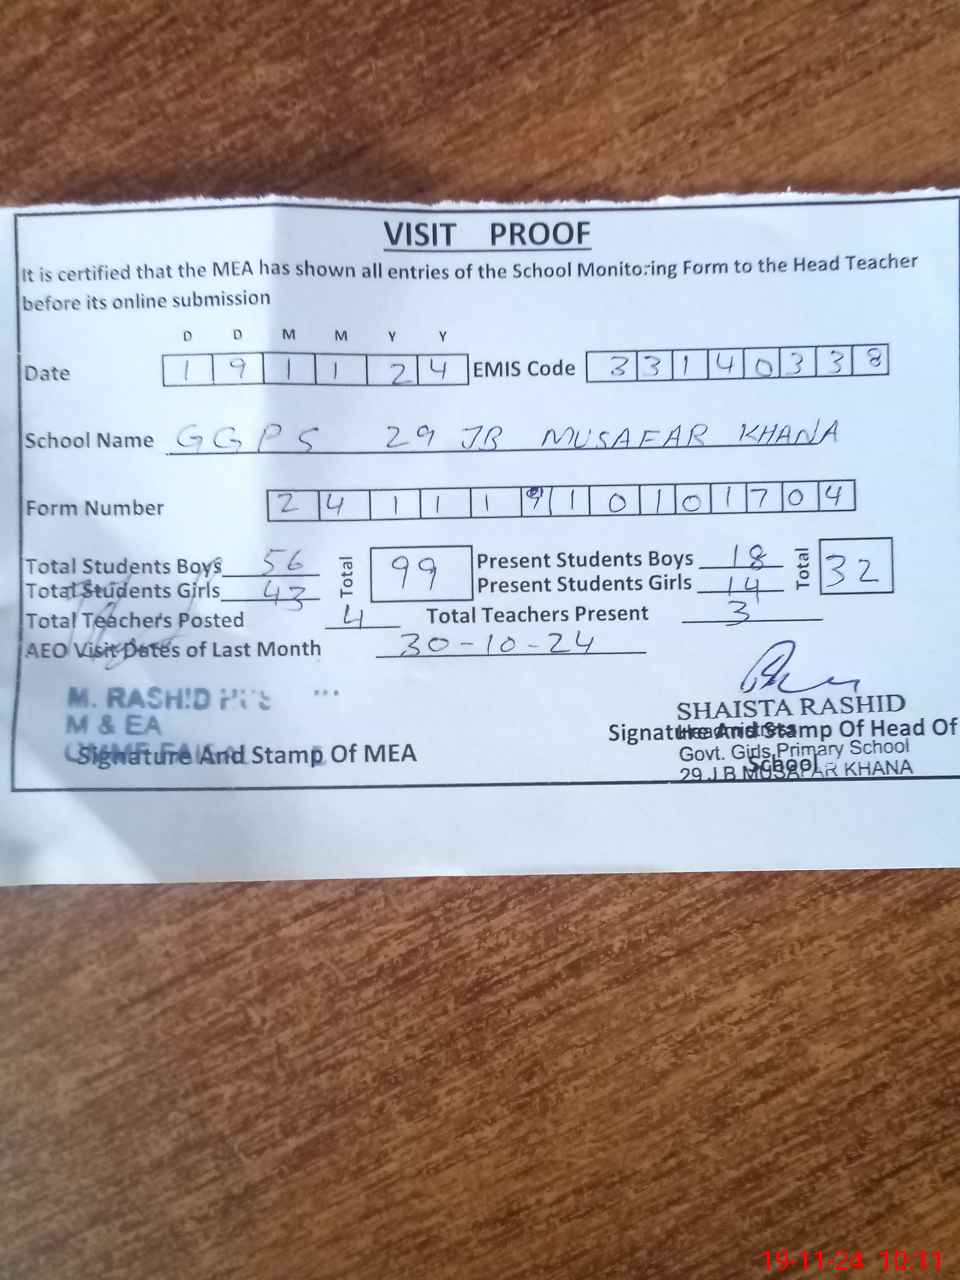 VISIT PROOF
It is certified that the MEA has shown all entries of the School Monitoring Form to the Head Teacher
before its online submission
D D M M Y Y
Date 1 9 1 1 2 4 EMIS Code 3 3 1 4 0 3 3 8
School Name GGPS 29 JB MUSAFAR KHANA
Form Number 2 4 1 1 1 9 1 0 1 0 1 7 0 4
Total Students Boys 56 Total 99 Present Students Boys 18 Total 32
Total Students Girls 43 Present Students Girls 14
Total Teachers Posted 4 Total Teachers Present 3
AEO Visit Dates of Last Month 30-10-24
M. RASHID
M & EA
Signature And Stamp Of MEA
SHAISTA RASHID
Signature And Stamp Of Head Of
School
Headmistress
Govt. Girls Primary School
29 J B MUSAFAR KHANA
19-11-24 10:11